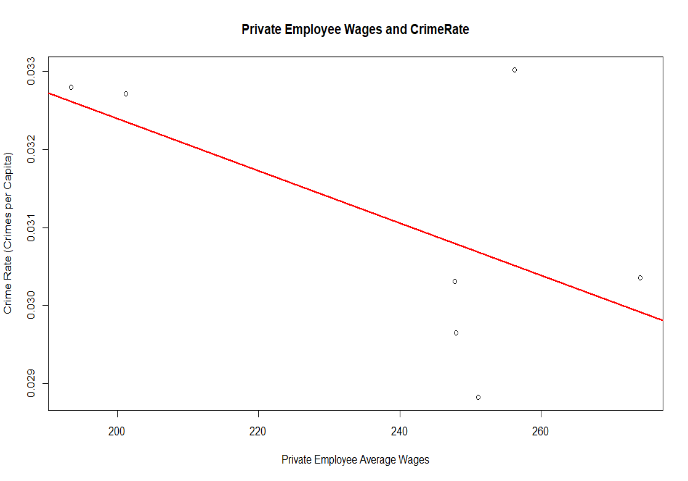 Private Employee Wages and CrimeRate
Crime Rate (Crimes per Capita)
0.033
0.032
0.031
0.030
0.029
200 220 240 260
Private Employee Average Wages